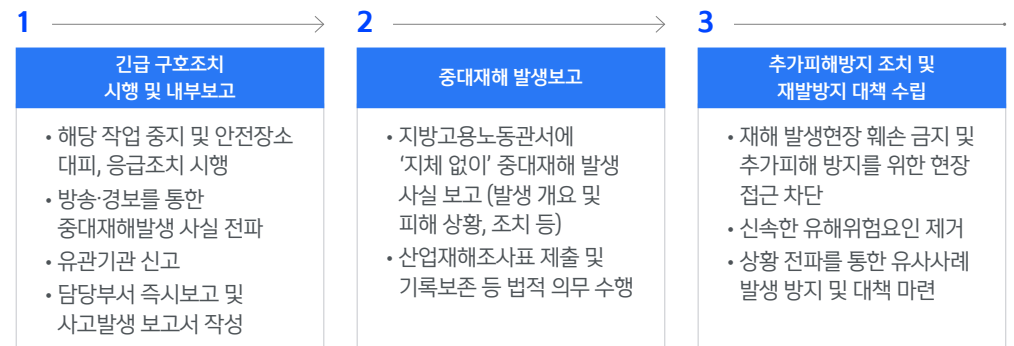 1
긴급 구호조치
시행 및 내부보고
• 해당 작업 중지 및 안전장소
대피, 응급조치 시행
• 방송·경보를 통한
중대재해발생 사실 전파
• 유관기관 신고
• 담당부서 즉시보고 및
사고발생 보고서 작성
2
중대재해 발생보고
• 지방고용노동관서에
‘지체 없이’ 중대재해 발생
사실 보고 (발생 개요 및
피해 상황, 조치 등)
• 산업재해조사표 제출 및
기록보존 등 법적 의무 수행
3
추가피해방지 조치 및
재발방지 대책 수립
• 재해 발생현장 훼손 금지 및
추가피해 방지를 위한 현장
접근 차단
• 신속한 유해위험요인 제거
• 상황 전파를 통한 유사사례
발생 방지 및 대책 마련